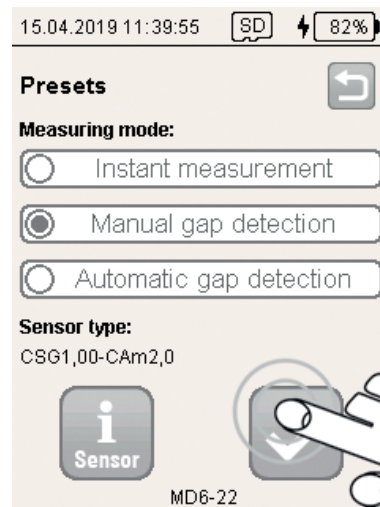 15.04.2019 11:39:55 SD 82%
Presets
Measuring mode:
Instant measurement
Manual gap detection
Automatic gap detection
Sensor type:
CSG1,00-CAm2,0
i
Sensor
MD6-22